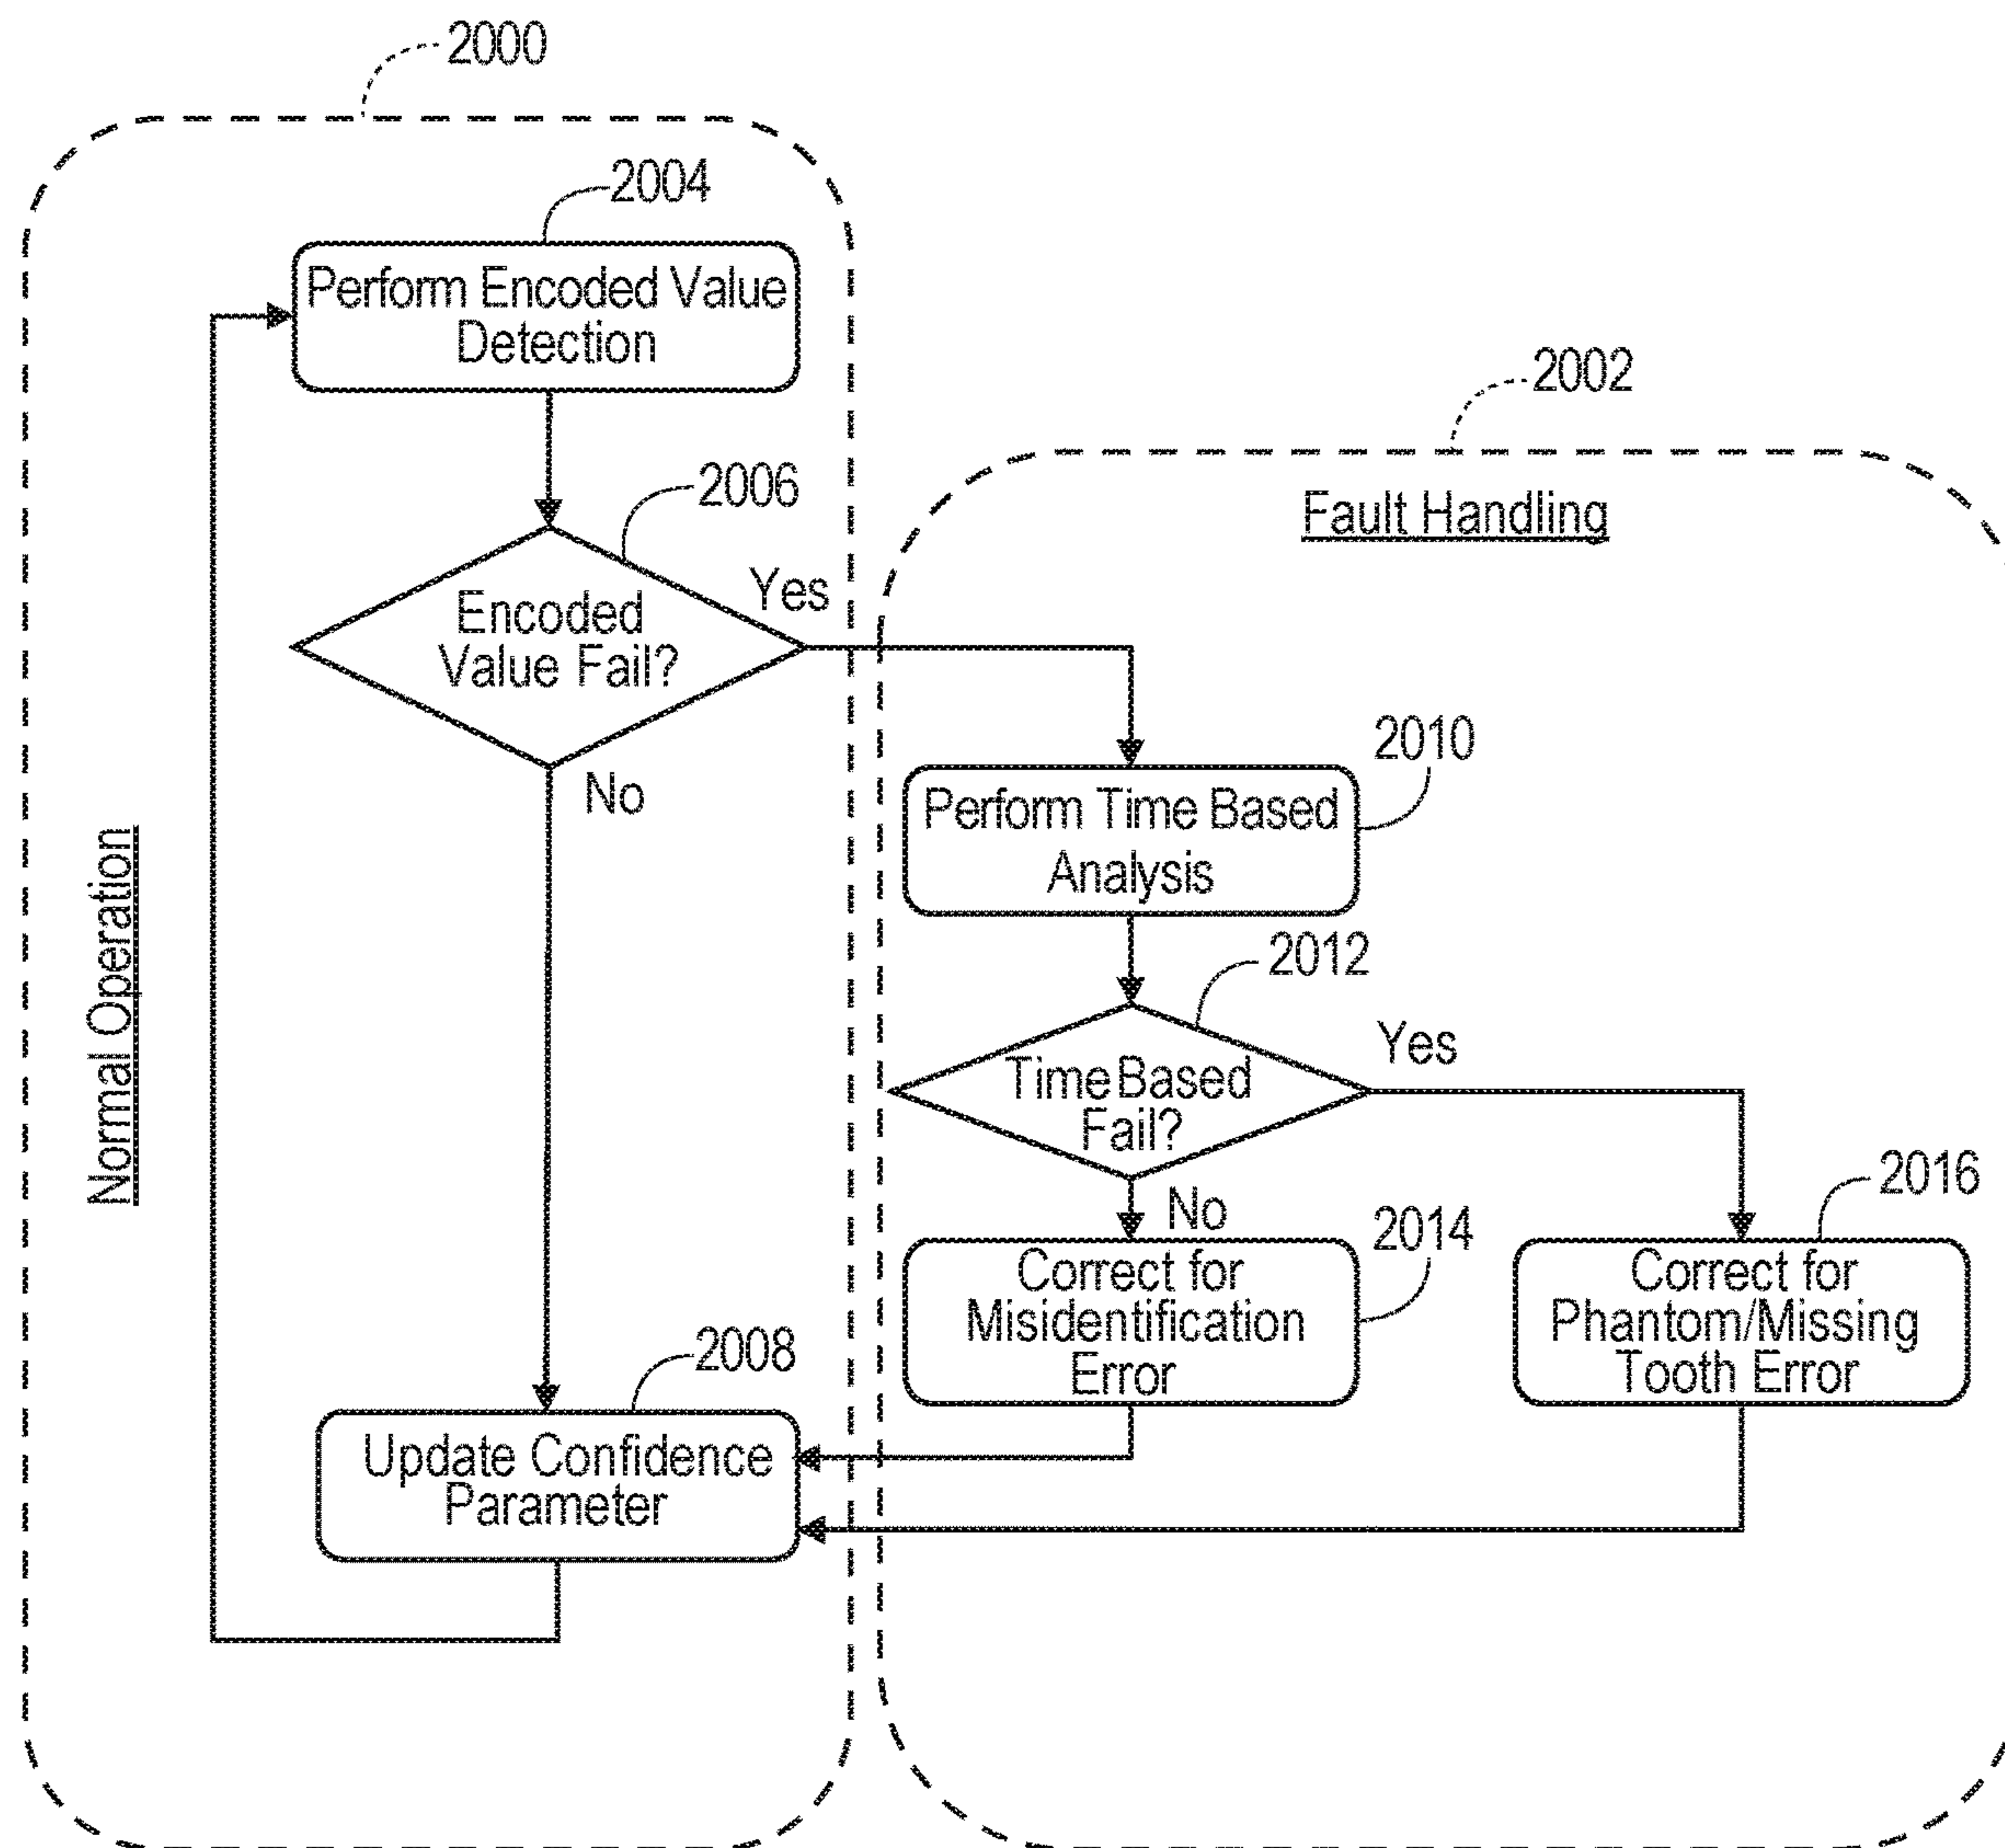 2000
2004
Perform Encoded Value
Detection
2002
Fault Handling
2006
Encoded
Value Fail?
Yes
No
Normal Operation
2010
Perform Time Based
Analysis
2012
Time Based
Fail?
Yes
No
2014
Correct for
Misidentification
Error
2016
Correct for
Phantom/Missing
Tooth Error
2008
Update Confidence
Parameter